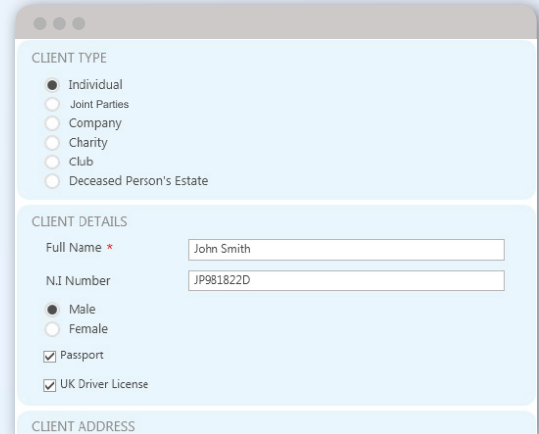 CLIENT TYPE
Individual
Joint Parties
Company
Charity
Club
Deceased Person's Estate
CLIENT DETAILS
Full Name * John Smith
N.I Number JP981822D
Male
Female
Passport
UK Driver License
CLIENT ADDRESS